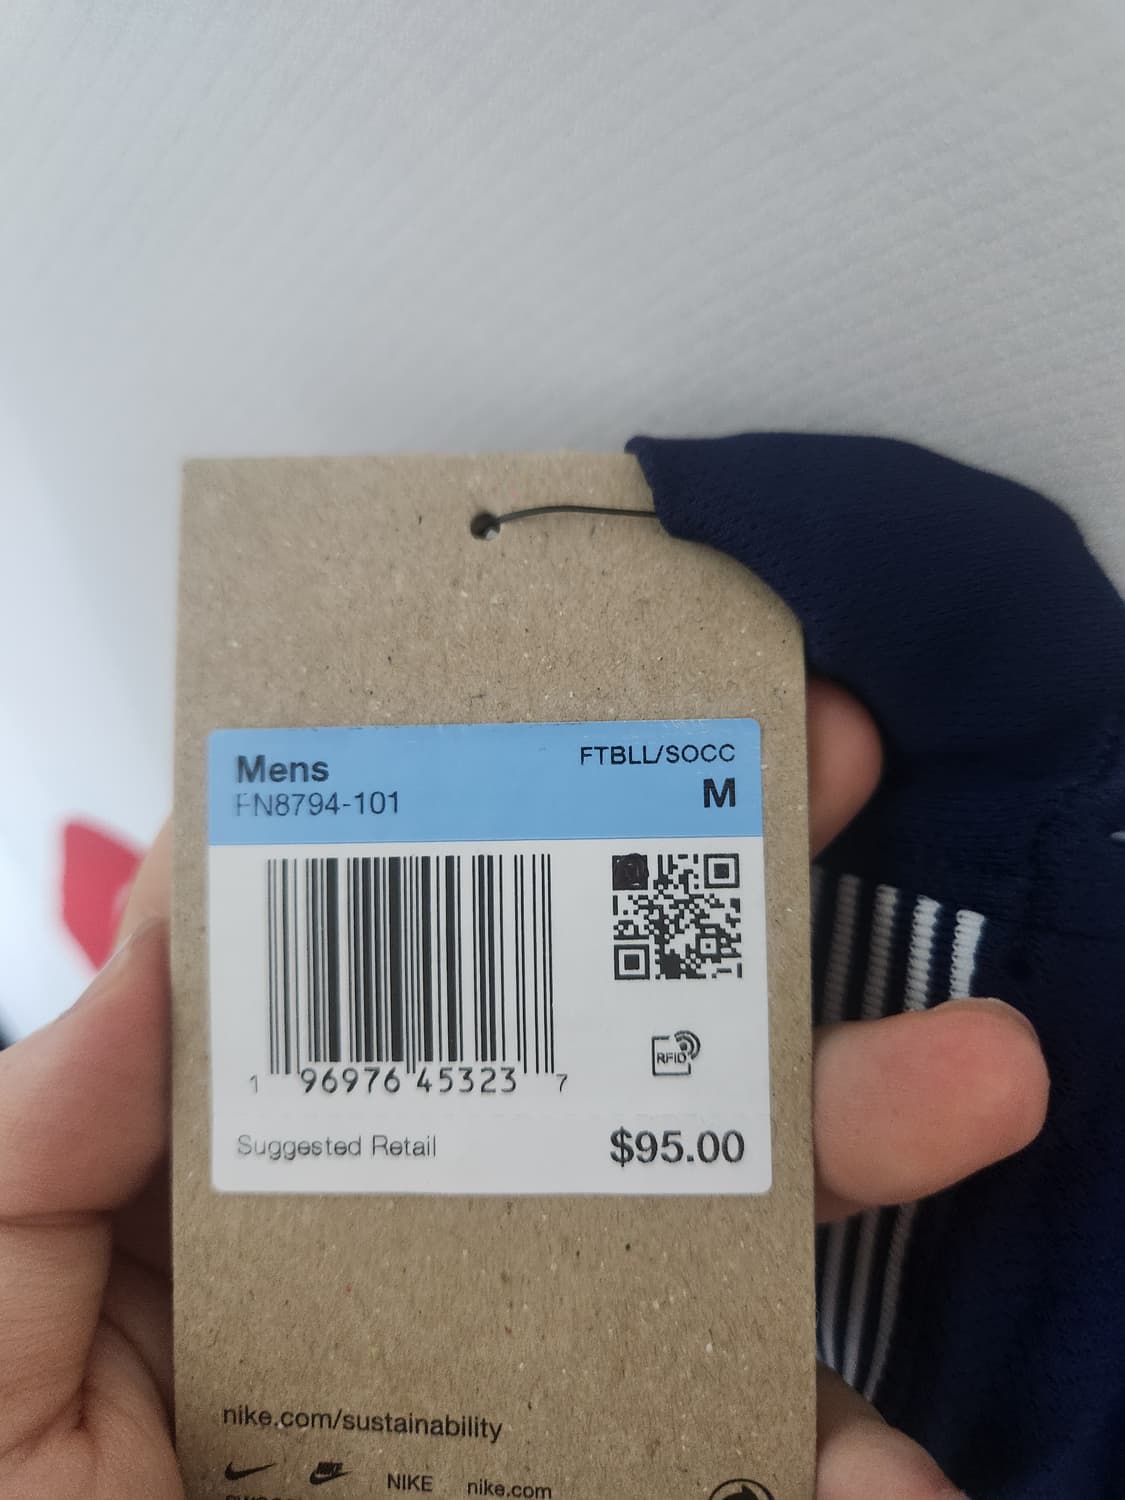 Mens
FTBLL/SOCC
FN8794-101
M
1 96976 45323 7
RFID
Suggested Retail
$95.00
nike.com/sustainability
NIKE nike.com